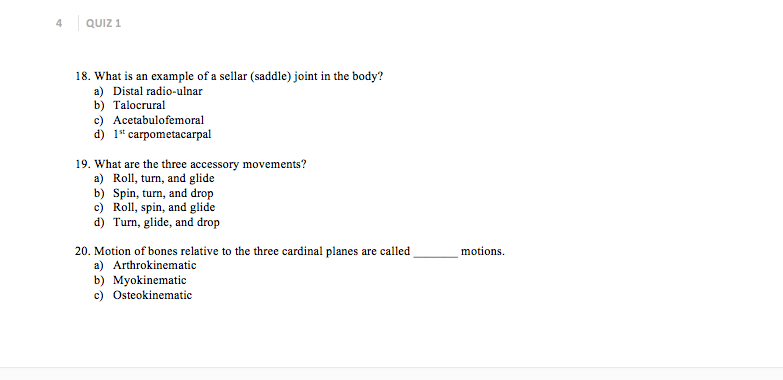 4 QUIZ 1
18. What is an example of a sellar (saddle) joint in the body?
a) Distal radio-ulnar
b) Talocrural
c) Acetabulofemoral
d) 1st carpometacarpal
19. What are the three accessory movements?
a) Roll, turn, and glide
b) Spin, turn, and drop
c) Roll, spin, and glide
d) Turn, glide, and drop
20. Motion of bones relative to the three cardinal planes are called _______ motions.
a) Arthrokinematic
b) Myokinematic
c) Osteokinematic